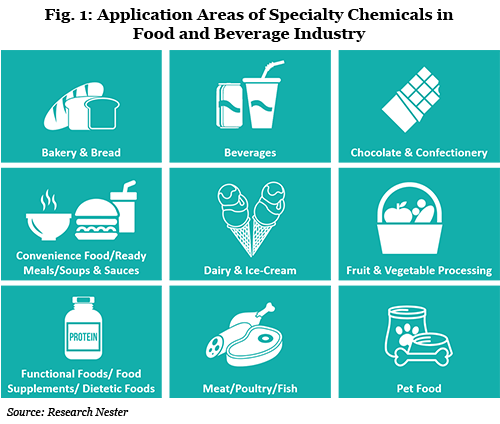 Fig. 1: Application Areas of Specialty Chemicals in
Food and Beverage Industry
Bakery & Bread
Beverages
Chocolate & Confectionery
Convenience Food/Ready
Meals/Soups & Sauces
Dairy & Ice-Cream
Fruit & Vegetable Processing
PROTEIN
Functional Foods/ Food
Supplements/ Dietetic Foods
Meat/Poultry/Fish
Pet Food
Source: Research Nester